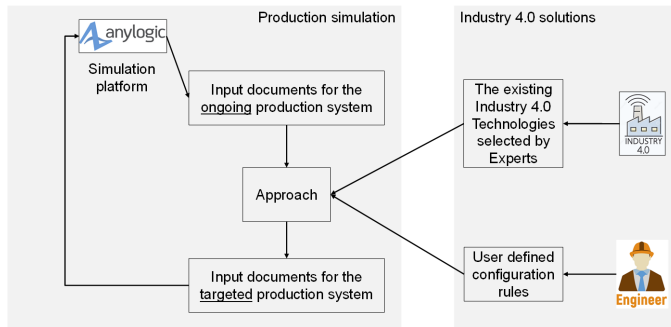 Production simulation
anylogic
Simulation
platform
Input documents for the
ongoing production system
Approach
Input documents for the
targeted production system
Industry 4.0 solutions
The existing
Industry 4.0
Technologies
selected by
Experts
INDUSTRY
4.0
User defined
configuration
rules
Engineer